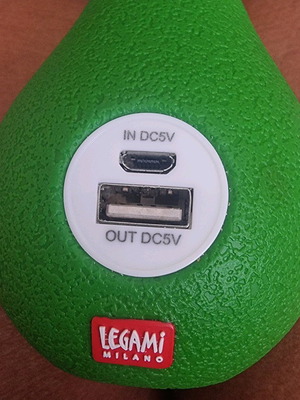 IN DC5V
OUT DC5V
LEGAMi
MILANO